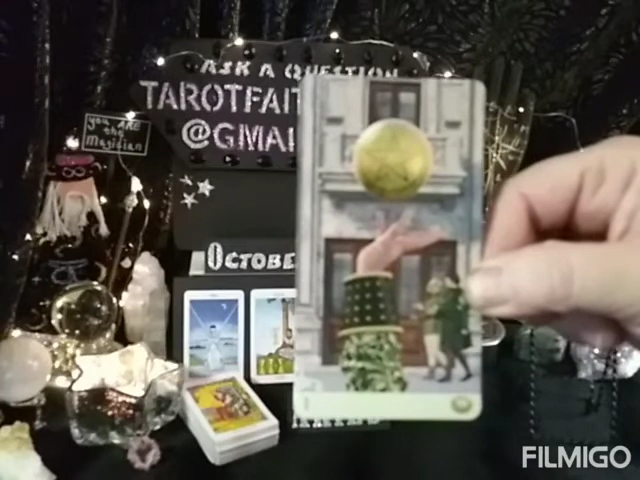 ASK A QUESTION
TAROTFAIT
@GMAI
you ARE
the
Magician
OCTOBE
FILMIGO